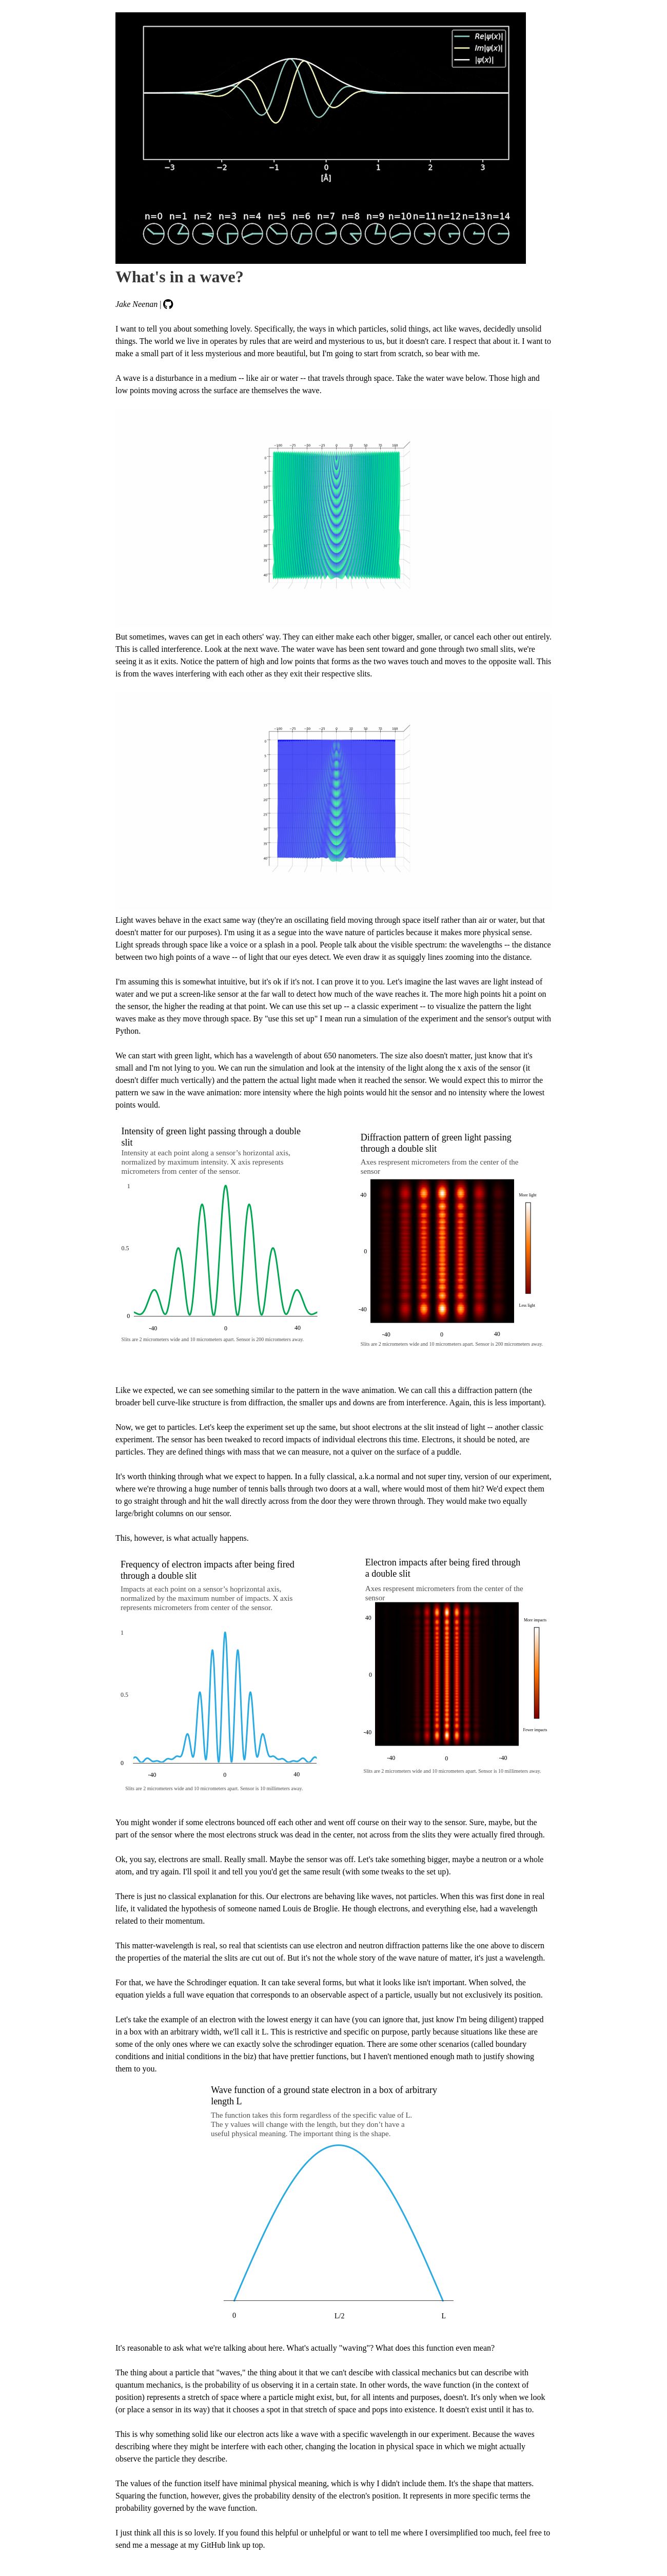 Re|ψ(x)|
Im|ψ(x)|
|ψ(x)|
−3 −2 −1 0 1 2 3
[Å]
n=0 n=1 n=2 n=3 n=4 n=5 n=6 n=7 n=8 n=9 n=10 n=11 n=12 n=13 n=14
What's in a wave?
Jake Neenan |
I want to tell you about something lovely. Specifically, the ways in which particles, solid things, act like waves, decidedly unsolid
things. The world we live in operates by rules that are weird and mysterious to us, but it doesn't care. I respect that about it. I want to
make a small part of it less mysterious and more beautiful, but I'm going to start from scratch, so bear with me.
A wave is a disturbance in a medium -- like air or water -- that travels through space. Take the water wave below. Those high and
low points moving across the surface are themselves the wave.
−100 −75 −50 −25 0 25 50 75 100
0
5
10
15
20
25
30
35
40
But sometimes, waves can get in each others' way. They can either make each other bigger, smaller, or cancel each other out entirely.
This is called interference. Look at the next wave. The water wave has been sent toward and gone through two small slits, we're
seeing it as it exits. Notice the pattern of high and low points that forms as the two waves touch and moves to the opposite wall. This
is from the waves interfering with each other as they exit their respective slits.
−100 −75 −50 −25 0 25 50 75 100
0
5
10
15
20
25
30
35
40
Light waves behave in the exact same way (they're an oscillating field moving through space itself rather than air or water, but that
doesn't matter for our purposes). I'm using it as a segue into the wave nature of particles because it makes more physical sense.
Light spreads through space like a voice or a splash in a pool. People talk about the visible spectrum: the wavelengths -- the distance
between two high points of a wave -- of light that our eyes detect. We even draw it as squiggly lines zooming into the distance.
I'm assuming this is somewhat intuitive, but it's ok if it's not. I can prove it to you. Let's imagine the last waves are light instead of
water and we put a screen-like sensor at the far wall to detect how much of the wave reaches it. The more high points hit a point on
the sensor, the higher the reading at that point. We can use this set up -- a classic experiment -- to visualize the pattern the light
waves make as they move through space. By "use this set up" I mean run a simulation of the experiment and the sensor's output with
Python.
We can start with green light, which has a wavelength of about 650 nanometers. The size also doesn't matter, just know that it's
small and I'm not lying to you. We can run the simulation and look at the intensity of the light along the x axis of the sensor (it
doesn't differ much vertically) and the pattern the actual light made when it reached the sensor. We would expect this to mirror the
pattern we saw in the wave animation: more intensity where the high points would hit the sensor and no intensity where the lowest
points would.
Intensity of green light passing through a double
slit
Intensity at each point along a sensor's horizontal axis,
normalized by maximum intensity. X axis represents
micrometers from center of the sensor.
1
0.5
0
-40 0 40
Slits are 2 micrometers wide and 10 micrometers apart. Sensor is 200 micrometers away.
Diffraction pattern of green light passing
through a double slit
Axes respresent micrometers from the center of the
sensor
40
0
-40
-40 0 40
More light
Less light
Slits are 2 micrometers wide and 10 micrometers apart. Sensor is 200 micrometers away.
Like we expected, we can see something similar to the pattern in the wave animation. We can call this a diffraction pattern (the
broader bell curve-like structure is from diffraction, the smaller ups and downs are from interference. Again, this is less important).
Now, we get to particles. Let's keep the experiment set up the same, but shoot electrons at the slit instead of light -- another classic
experiment. The sensor has been tweaked to record impacts of individual electrons this time. Electrons, it should be noted, are
particles. They are defined things with mass that we can measure, not a quiver on the surface of a puddle.
It's worth thinking through what we expect to happen. In a fully classical, a.k.a normal and not super tiny, version of our experiment,
where we're throwing a huge number of tennis balls through two doors at a wall, where would most of them hit? We'd expect them
to go straight through and hit the wall directly across from the door they were thrown through. They would make two equally
large/bright columns on our sensor.
This, however, is what actually happens.
Frequency of electron impacts after being fired
through a double slit
Impacts at each point on a sensor's hoprizontal axis,
normalized by the maximum number of impacts. X axis
represents micrometers from center of the sensor.
1
0.5
0
-40 0 40
Slits are 2 micrometers wide and 10 micrometers apart. Sensor is 10 millimeters away.
Electron impacts after being fired through
a double slit
Axes respresent micrometers from the center of the
sensor
40
0
-40
-40 0 -40
More impacts
Fewer impacts
Slits are 2 micrometers wide and 10 micrometers apart. Sensor is 10 millimeters away.
You might wonder if some electrons bounced off each other and went off course on their way to the sensor. Sure, maybe, but the
part of the sensor where the most electrons struck was dead in the center, not across from the slits they were actually fired through.
Ok, you say, electrons are small. Really small. Maybe the sensor was off. Let's take something bigger, maybe a neutron or a whole
atom, and try again. I'll spoil it and tell you you'd get the same result (with some tweaks to the set up).
There is just no classical explanation for this. Our electrons are behaving like waves, not particles. When this was first done in real
life, it validated the hypothesis of someone named Louis de Broglie. He though electrons, and everything else, had a wavelength
related to their momentum.
This matter-wavelength is real, so real that scientists can use electron and neutron diffraction patterns like the one above to discern
the properties of the material the slits are cut out of. But it's not the whole story of the wave nature of matter, it's just a wavelength.
For that, we have the Schrodinger equation. It can take several forms, but what it looks like isn't important. When solved, the
equation yields a full wave equation that corresponds to an observable aspect of a particle, usually but not exclusively its position.
Let's take the example of an electron with the lowest energy it can have (you can ignore that, just know I'm being diligent) trapped
in a box with an arbitrary width, we'll call it L. This is restrictive and specific on purpose, partly because situations like these are
some of the only ones where we can exactly solve the schrodinger equation. There are some other scenarios (called boundary
conditions and initial conditions in the biz) that have prettier functions, but I haven't mentioned enough math to justify showing
them to you.
Wave function of a ground state electron in a box of arbitrary
length L
The function takes this form regardless of the specific value of L.
The y values will change with the length, but they don't have a
useful physical meaning. The important thing is the shape.
0 L/2 L
It's reasonable to ask what we're talking about here. What's actually "waving"? What does this function even mean?
The thing about a particle that "waves," the thing about it that we can't descibe with classical mechanics but can describe with
quantum mechanics, is the probability of us observing it in a certain state. In other words, the wave function (in the context of
position) represents a stretch of space where a particle might exist, but, for all intents and purposes, doesn't. It's only when we look
(or place a sensor in its way) that it chooses a spot in that stretch of space and pops into existence. It doesn't exist until it has to.
This is why something solid like our electron acts like a wave with a specific wavelength in our experiment. Because the waves
describing where they might be interfere with each other, changing the location in physical space in which we might actually
observe the particle they describe.
The values of the function itself have minimal physical meaning, which is why I didn't include them. It's the shape that matters.
Squaring the function, however, gives the probability density of the electron's position. It represents in more specific terms the
probability governed by the wave function.
I just think all this is so lovely. If you found this helpful or unhelpful or want to tell me where I oversimplified too much, feel free to
send me a message at my GitHub link up top.